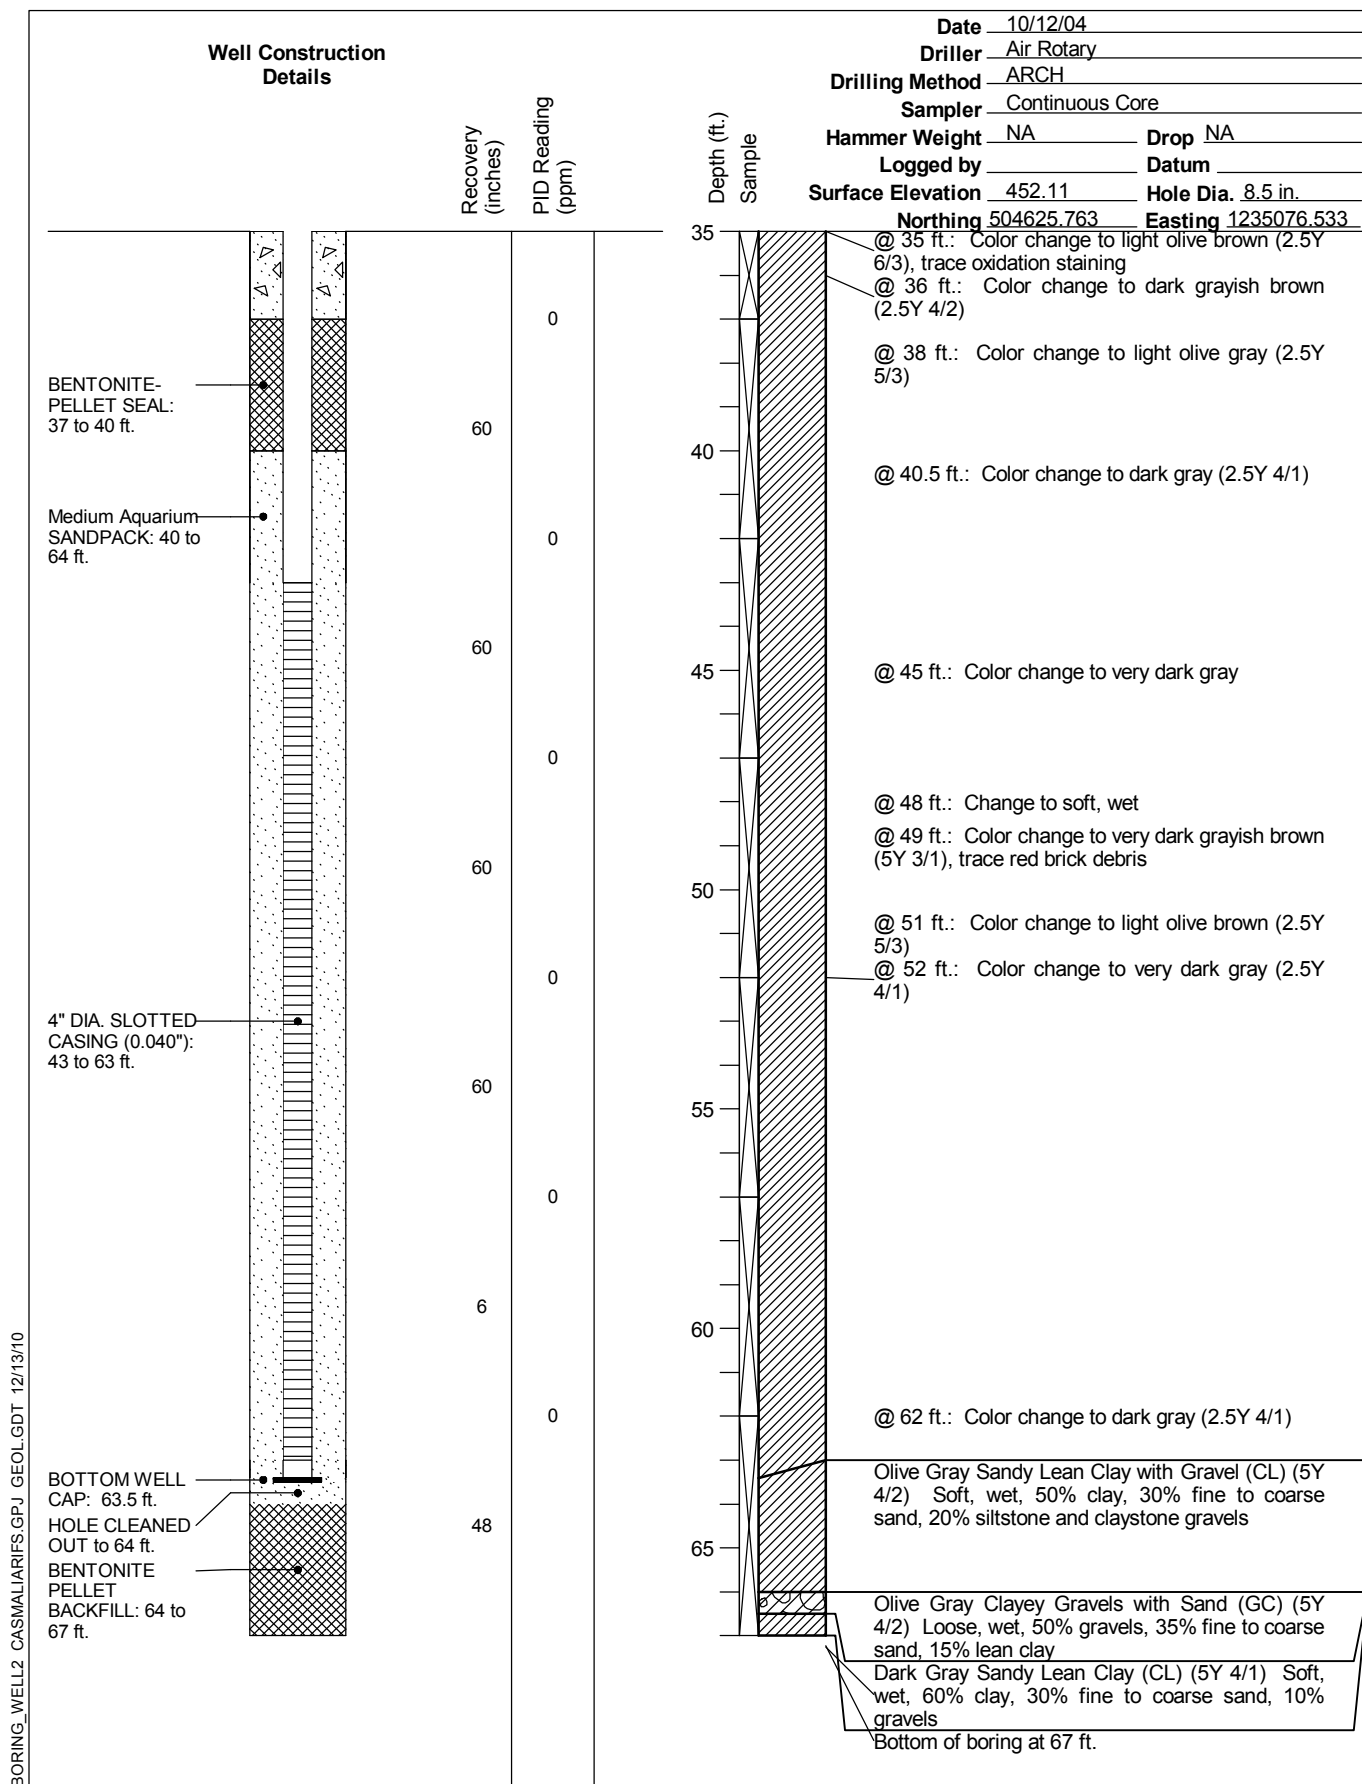 Well Construction
Details
Date 10/12/04
Driller Air Rotary
Drilling Method ARCH
Sampler Continuous Core
Hammer Weight NA Drop NA
Logged by Datum
Surface Elevation 452.11 Hole Dia. 8.5 in.
Northing 504625.763 Easting 1235076.533
Recovery
(inches)
PID Reading
(ppm)
Depth (ft.)
Sample
35
@ 35 ft.: Color change to light olive brown (2.5Y
6/3), trace oxidation staining
@ 36 ft.: Color change to dark grayish brown
(2.5Y 4/2)
0
@ 38 ft.: Color change to light olive gray (2.5Y
5/3)
BENTONITE-
PELLET SEAL:
37 to 40 ft.
60
40
@ 40.5 ft.: Color change to dark gray (2.5Y 4/1)
Medium Aquarium
SANDPACK: 40 to
64 ft.
0
60
45
@ 45 ft.: Color change to very dark gray
0
@ 48 ft.: Change to soft, wet
@ 49 ft.: Color change to very dark grayish brown
(5Y 3/1), trace red brick debris
60
50
@ 51 ft.: Color change to light olive brown (2.5Y
5/3)
@ 52 ft.: Color change to very dark gray (2.5Y
4/1)
0
4" DIA. SLOTTED
CASING (0.040"):
43 to 63 ft.
60
55
0
6
60
0
@ 62 ft.: Color change to dark gray (2.5Y 4/1)
BOTTOM WELL
CAP: 63.5 ft.
HOLE CLEANED
OUT to 64 ft.
BENTONITE
PELLET
BACKFILL: 64 to
67 ft.
48
65
Olive Gray Sandy Lean Clay with Gravel (CL) (5Y
4/2) Soft, wet, 50% clay, 30% fine to coarse
sand, 20% siltstone and claystone gravels
Olive Gray Clayey Gravels with Sand (GC) (5Y
4/2) Loose, wet, 50% gravels, 35% fine to coarse
sand, 15% lean clay
Dark Gray Sandy Lean Clay (CL) (5Y 4/1) Soft,
wet, 60% clay, 30% fine to coarse sand, 10%
gravels
Bottom of boring at 67 ft.
BORING_WELL2 CASMALIARIFS.GPJ GEOL.GDT 12/13/10